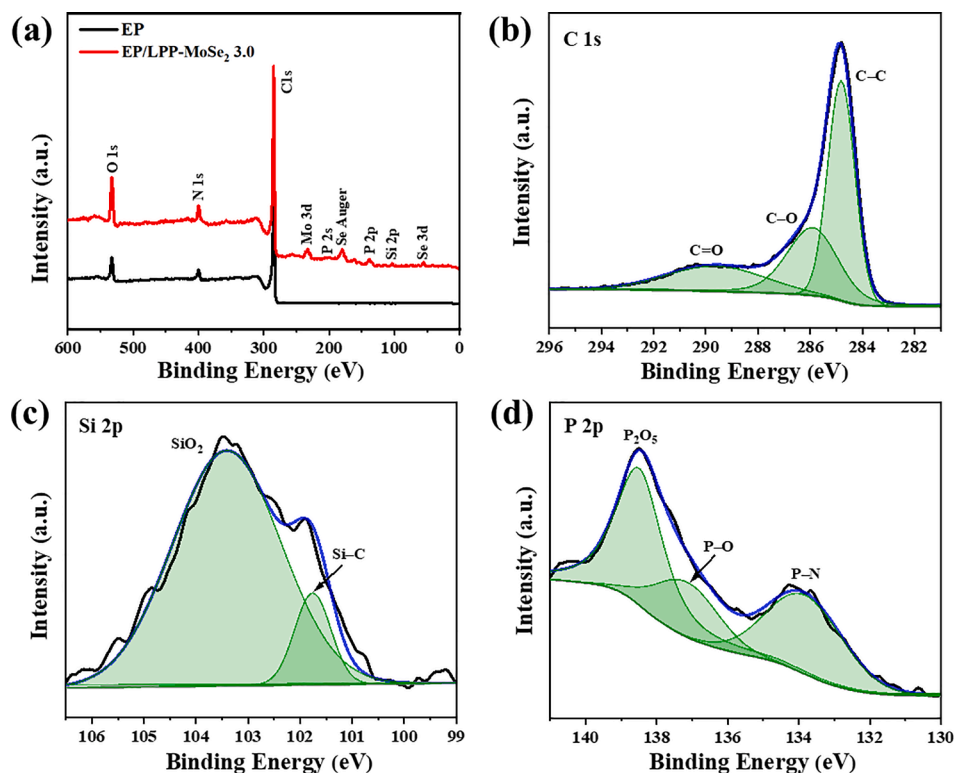 (a)
EP
EP/LPP-MoSe₂ 3.0
O 1s
N 1s
C1s
Mo 3d
P 2s
Se Auger
P 2p
Si 2p
Se 3d
Intensity (a.u.)
600 500 400 300 200 100 0
Binding Energy (eV)
(b)
C 1s
C–C
C–O
C=O
Intensity (a.u.)
296 294 292 290 288 286 284 282
Binding Energy (eV)
(c)
Si 2p
SiO₂
Si–C
Intensity (a.u.)
106 105 104 103 102 101 100 99
Binding Energy (eV)
(d)
P 2p
P₂O₅
P–O
P–N
Intensity (a.u.)
140 138 136 134 132 130
Binding Energy (eV)